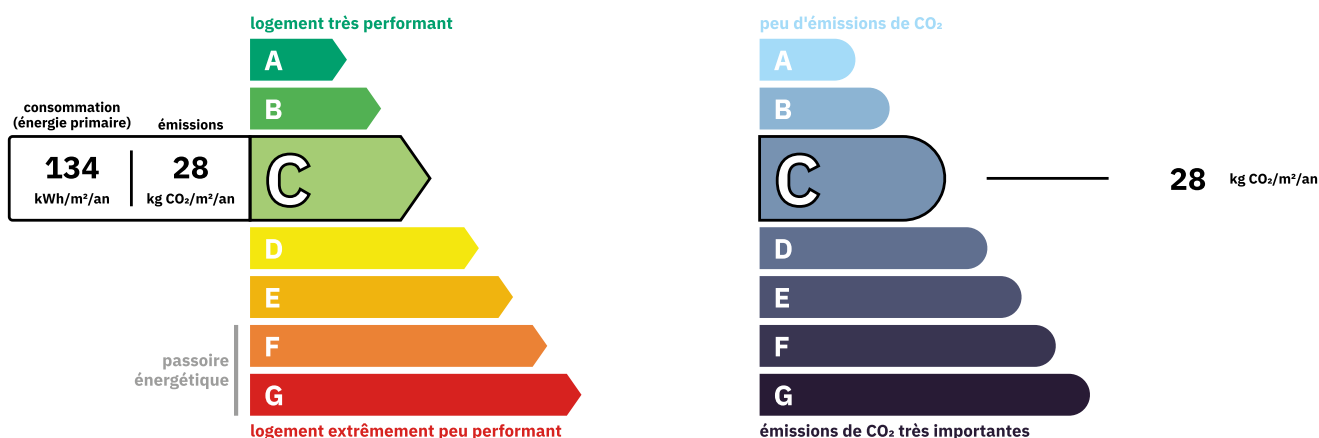 logement très performant
A
B
consommation
(énergie primaire)
émissions
134
kWh/m²/an
28
kg CO₂/m²/an
C
D
E
F
G
passoire
énergétique
logement extrêmement peu performant
peu d'émissions de CO₂
A
B
C
28 kg CO₂/m²/an
D
E
F
G
émissions de CO₂ très importantes